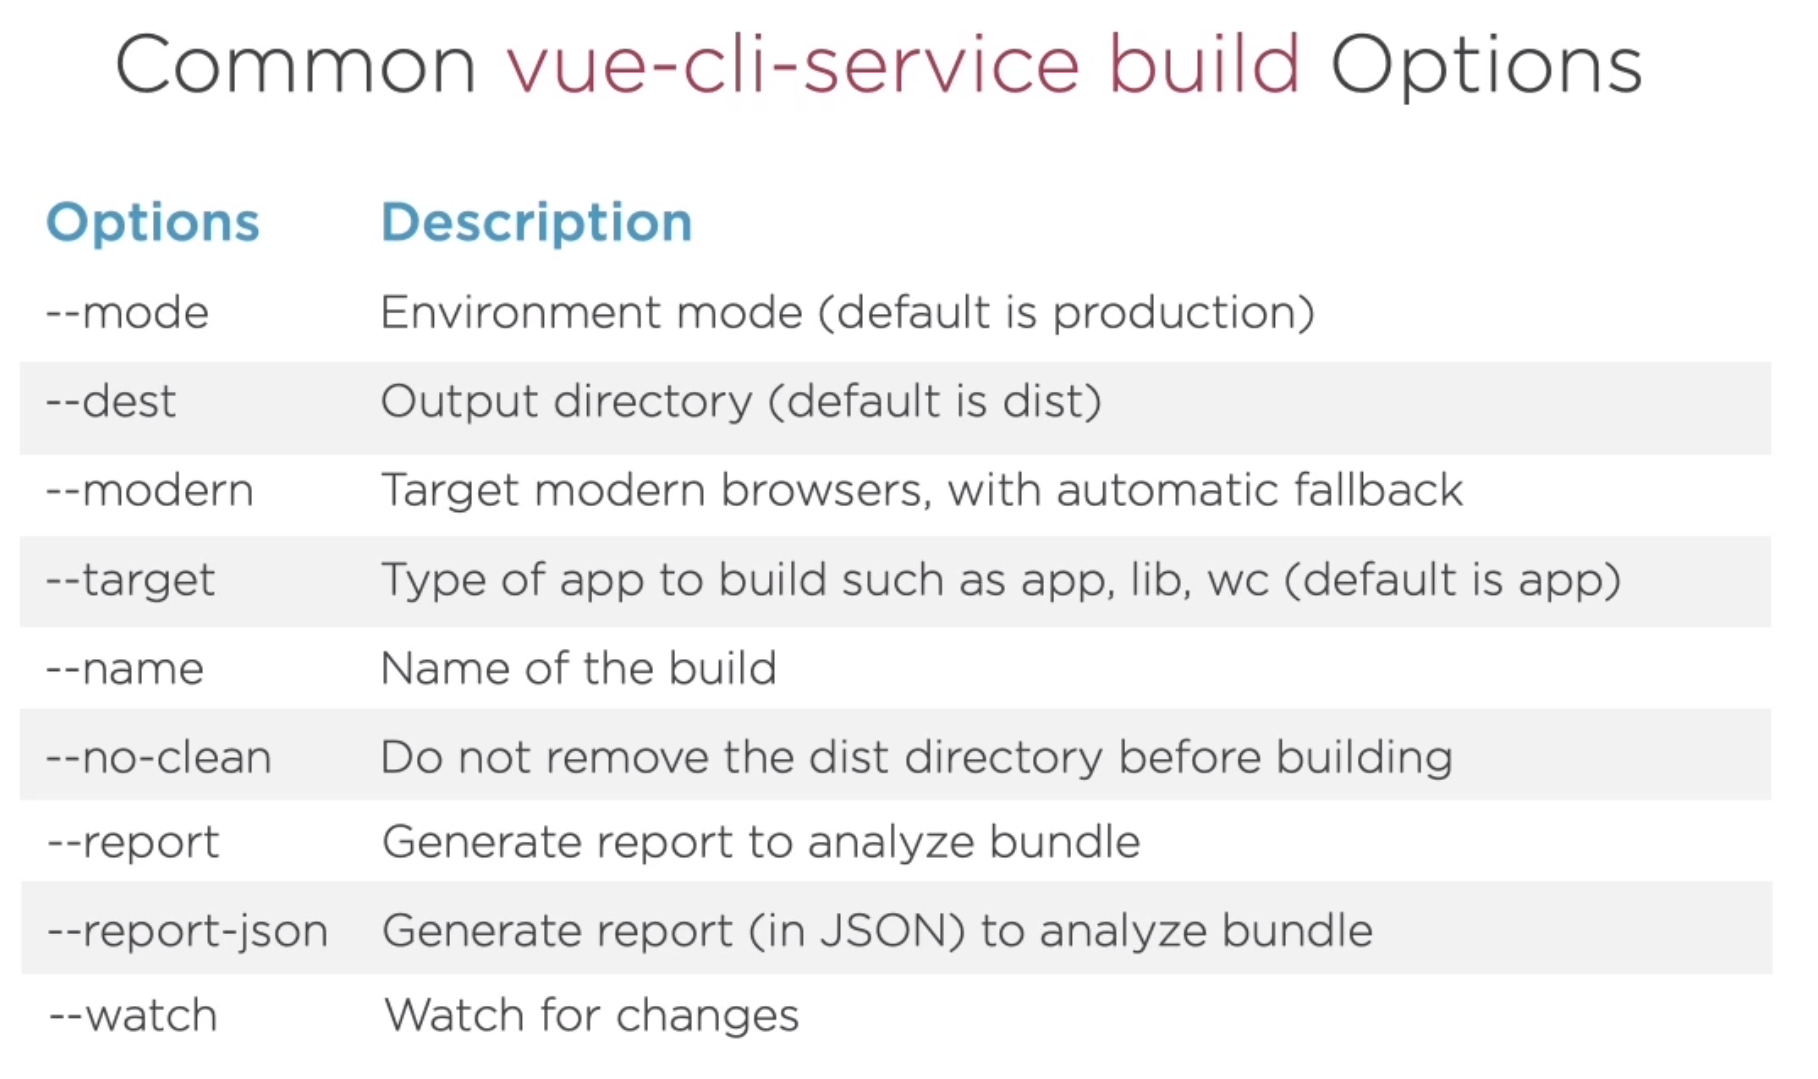 Common vue-cli-service build Options
Options Description
--mode Environment mode (default is production)
--dest Output directory (default is dist)
--modern Target modern browsers, with automatic fallback
--target Type of app to build such as app, lib, wc (default is app)
--name Name of the build
--no-clean Do not remove the dist directory before building
--report Generate report to analyze bundle
--report-json Generate report (in JSON) to analyze bundle
--watch Watch for changes